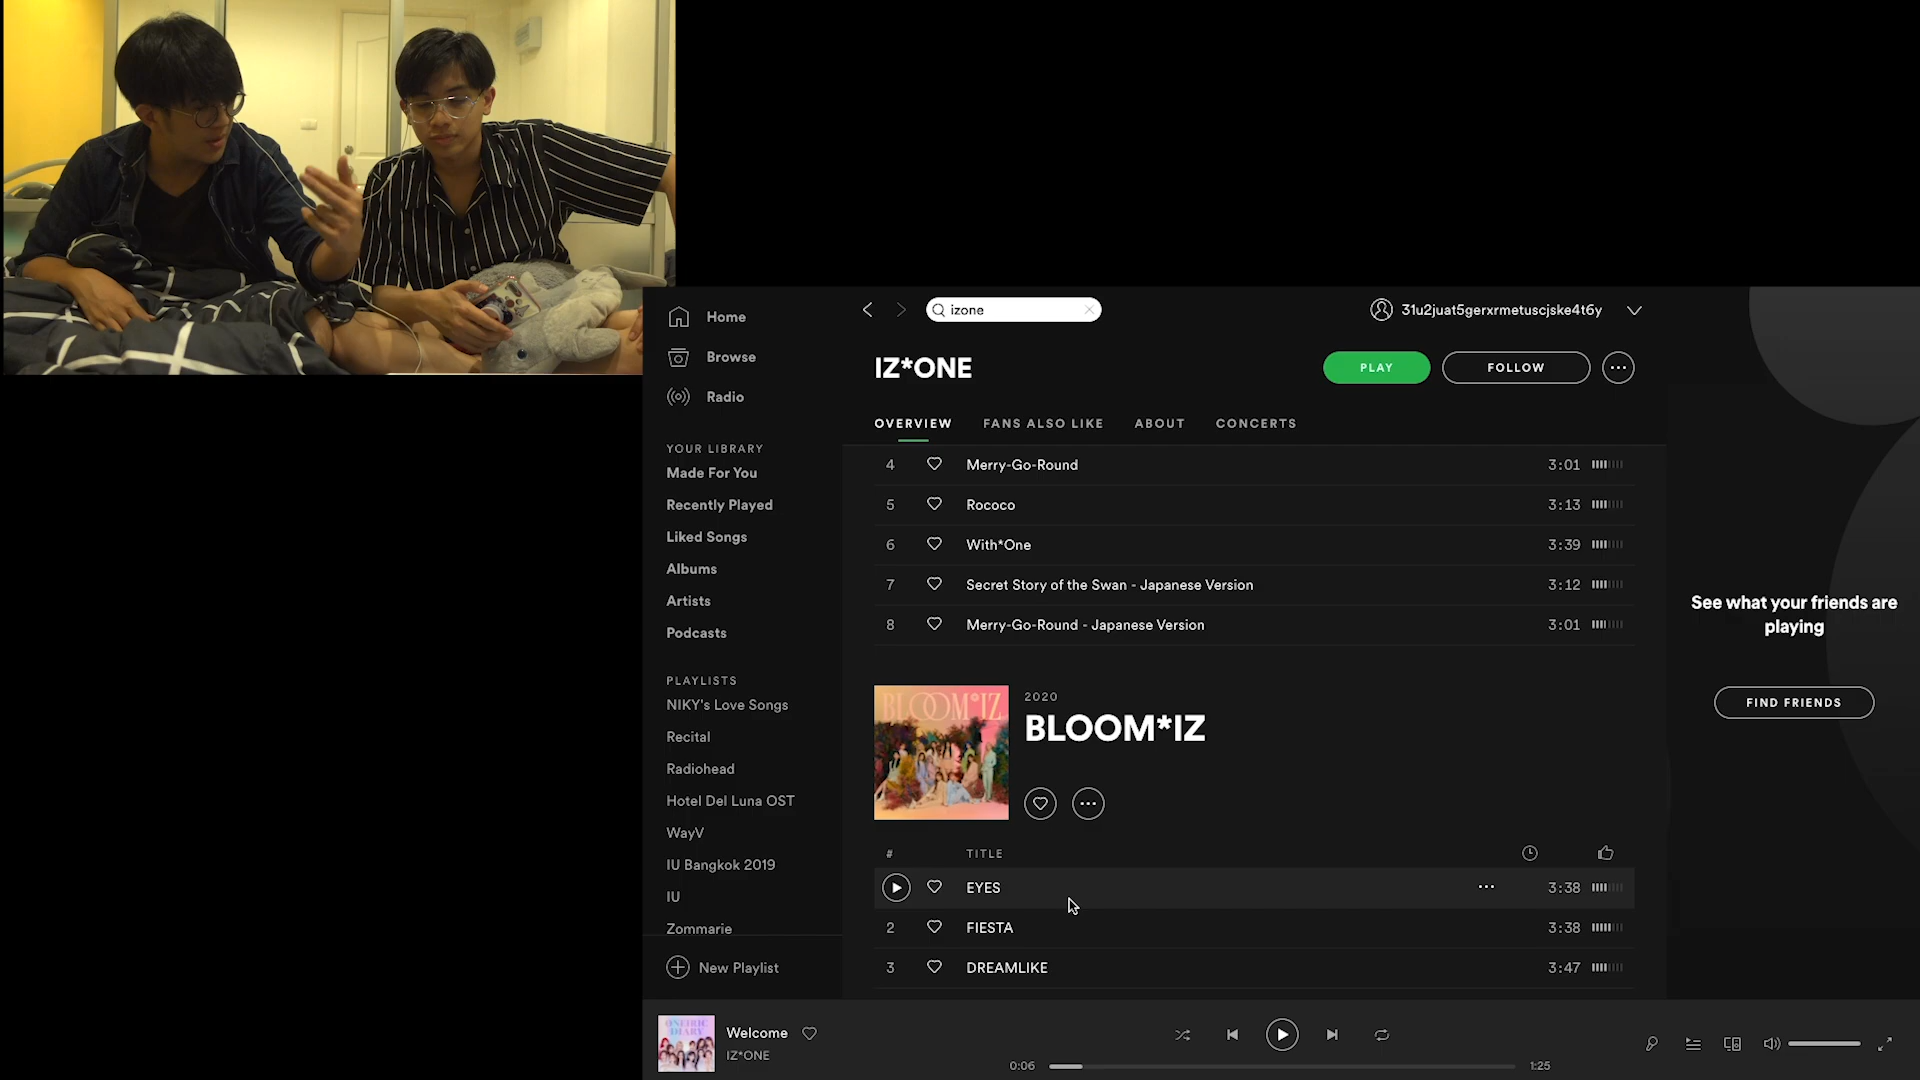 Home
Browse
Radio
YOUR LIBRARY
Made For You
Recently Played
Liked Songs
Albums
Artists
Podcasts
PLAYLISTS
NIKY's Love Songs
Recital
Radiohead
Hotel Del Luna OST
WayV
IU Bangkok 2019
IU
Zommarie
New Playlist
izone
31u2juat5gerxrmetuscjske4t6y
IZ*ONE
PLAY
FOLLOW
OVERVIEW FANS ALSO LIKE ABOUT CONCERTS
4 Merry-Go-Round 3:01
5 Rococo 3:13
6 With*One 3:39
7 Secret Story of the Swan - Japanese Version 3:12
8 Merry-Go-Round - Japanese Version 3:01
BLOOM*IZ
2020
BLOOM*IZ
# TITLE
EYES 3:38
2 FIESTA 3:38
3 DREAMLIKE 3:47
See what your friends are
playing
FIND FRIENDS
ONEIRIC
DIARY
Welcome
IZ*ONE
0:06
1:25